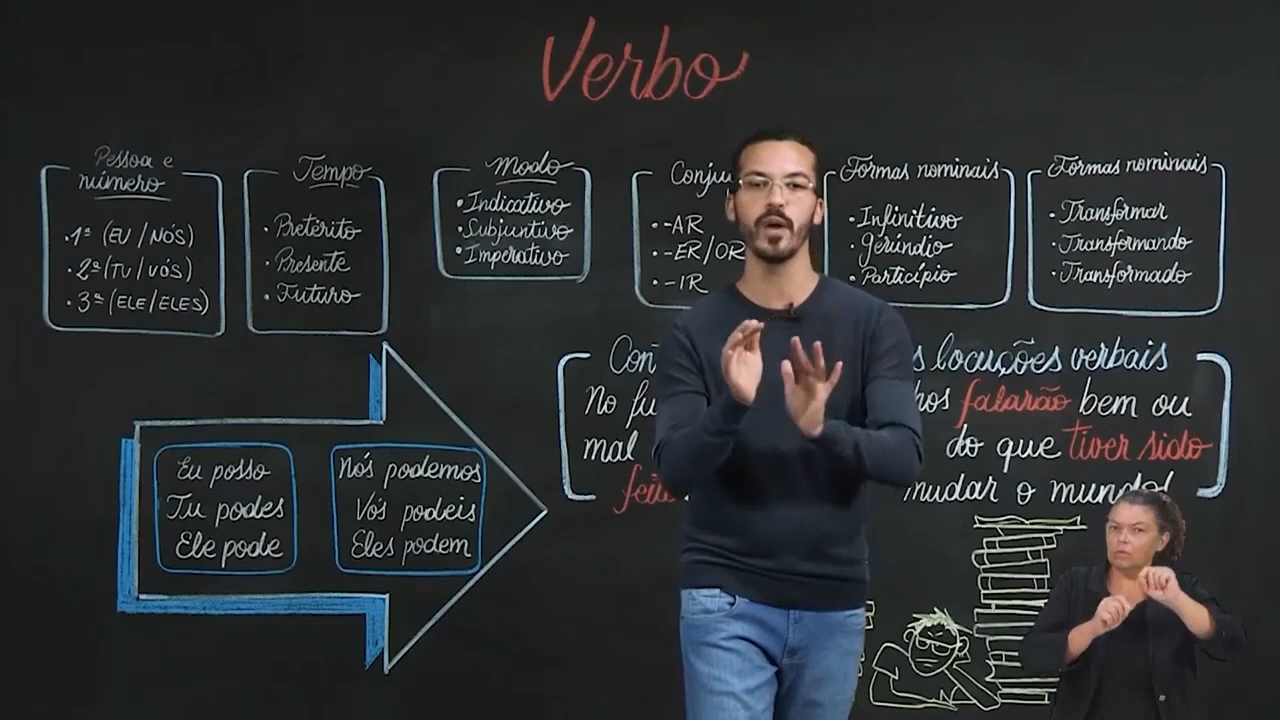 Verbo
Pessoa e
número
•1ª (EU / NÓS)
•2ª (TU / VÓS)
•3ª (ELE / ELES)
Tempo
•Pretérito
•Presente
•Futuro
Modo
•Indicativo
•Subjuntivo
•Imperativo
Conju
•-AR
•-ER/OR
•-IR
Formas nominais
•Infinitivo
•Gerúndio
•Particípio
Formas nominais
•Transformar
•Transformando
•Transformado
Con s locuções verbais
No fu hos falarão bem ou
mal do que tiver sido
feit mudar o mundo!
Eu posso
Tu podes
Ele pode
Nós podemos
Vós podeis
Eles podem